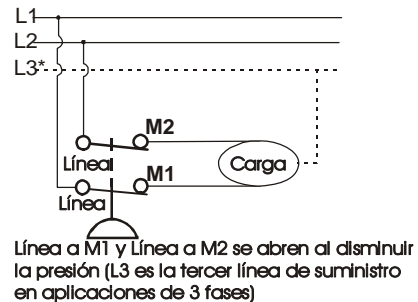 L1
L2
L3*
M2
Línea
Carga
M1
Línea
Línea a M1 y Línea a M2 se abren al disminuir
la presión (L3 es la tercer línea de suministro
en aplicaciones de 3 fases)